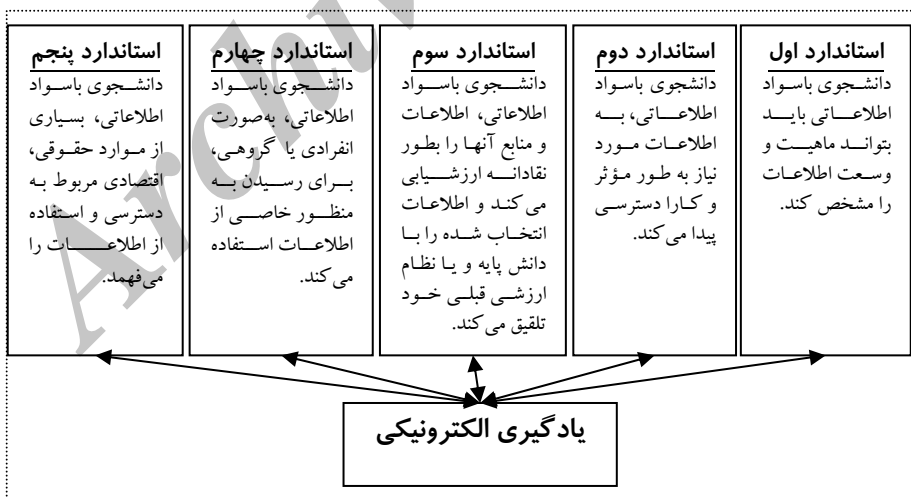 استاندارد اول
دانشجوی باسواد
اطلاعاتی باید
بتواند ماهیت و
وسعت اطلاعات
را مشخص کند.
استاندارد دوم
دانشجوی باسواد
اطلاعاتی، به
اطلاعات مورد
نیاز به طور مؤثر
و کارا دسترسی
پیدا می‌کند.
استاندارد سوم
دانشجوی باسواد
اطلاعاتی، اطلاعات
و منابع آنها را بطور
نقادانه ارزشیابی
می‌کند و اطلاعات
انتخاب شده را با
دانش پایه و یا نظام
ارزشی قبلی خود
تلقیق می‌کند.
استاندارد چهارم
دانشجوی باسواد
اطلاعاتی، به‌صورت
انفرادی یا گروهی،
برای رسیدن به
منظور خاصی از
اطلاعات استفاده
می‌کند.
استاندارد پنجم
دانشجوی باسواد
اطلاعاتی، بسیاری
از موارد حقوقی،
اقتصادی مربوط به
دسترسی و استفاده
از اطلاعات را
می‌فهمد.
یادگیری الکترونیکی